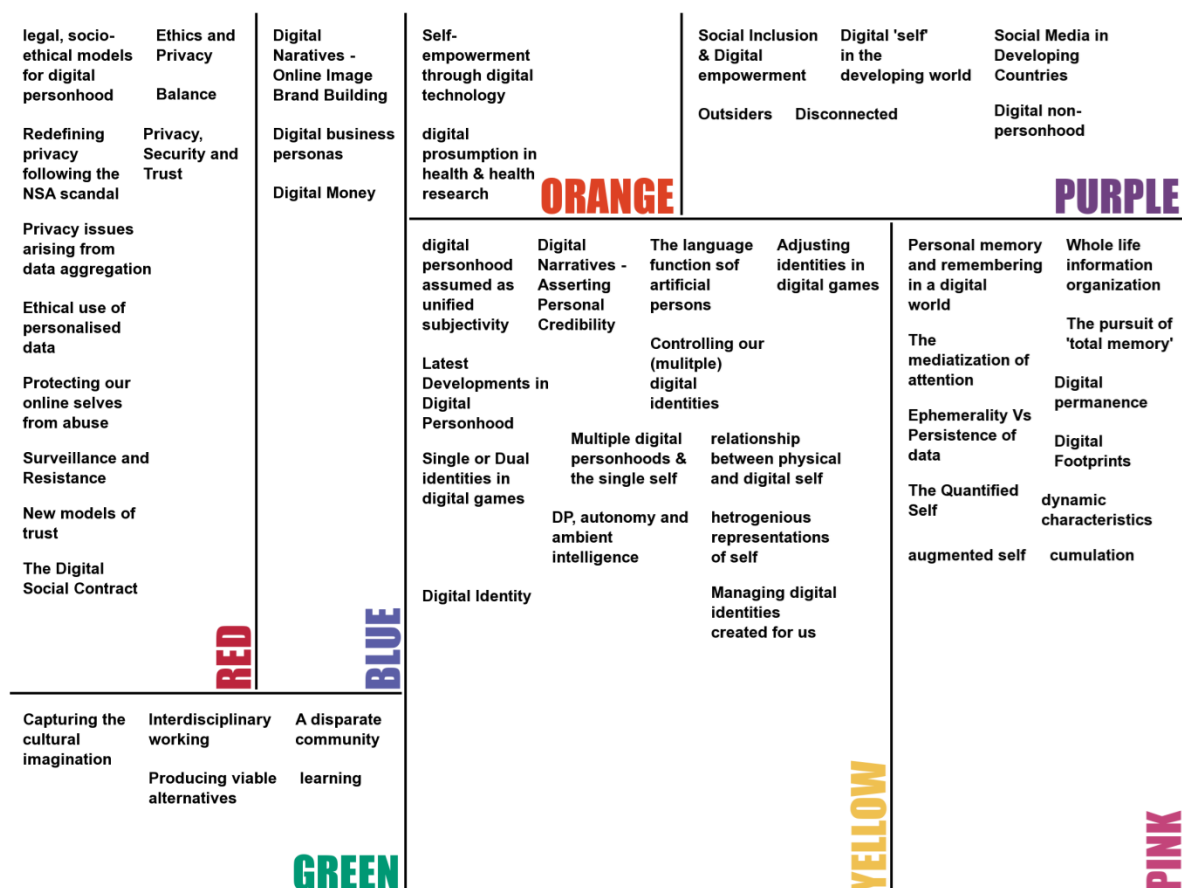 legal, socio-
ethical models
for digital
personhood
Ethics and
Privacy
Balance
Redefining
privacy
following the
NSA scandal
Privacy,
Security and
Trust
Privacy issues
arising from
data aggregation
Ethical use of
personalised
data
Protecting our
online selves
from abuse
Surveillance and
Resistance
New models of
trust
The Digital
Social Contract
RED
Digital
Naratives -
Online Image
Brand Building
Digital business
personas
Digital Money
BLUE
Self-
empowerment
through digital
technology
digital
prosumption in
health & health
research
ORANGE
Social Inclusion
& Digital
empowerment
Digital 'self'
in the
developing world
Social Media in
Developing
Countries
Outsiders
Disconnected
Digital non-
personhood
PURPLE
digital
personhood
assumed as
unified
subjectivity
Digital
Narratives -
Asserting
Personal
Credibility
The language
function sof
artificial
persons
Adjusting
identities in
digital games
Latest
Developments in
Digital
Personhood
Controlling our
(mulitple)
digital
identities
Single or Dual
identities in
digital games
Multiple digital
personhoods &
the single self
relationship
between physical
and digital self
DP, autonomy and
ambient
intelligence
hetrogenious
representations
of self
Digital Identity
Managing digital
identities
created for us
YELLOW
Personal memory
and remembering
in a digital
world
Whole life
information
organization
The
mediatization of
attention
The pursuit of
'total memory'
Digital
permanence
Ephemerality Vs
Persistence of
data
Digital
Footprints
The Quantified
Self
dynamic
characteristics
augmented self
cumulation
PINK
Capturing the
cultural
imagination
Interdisciplinary
working
A disparate
community
Producing viable
alternatives
learning
GREEN